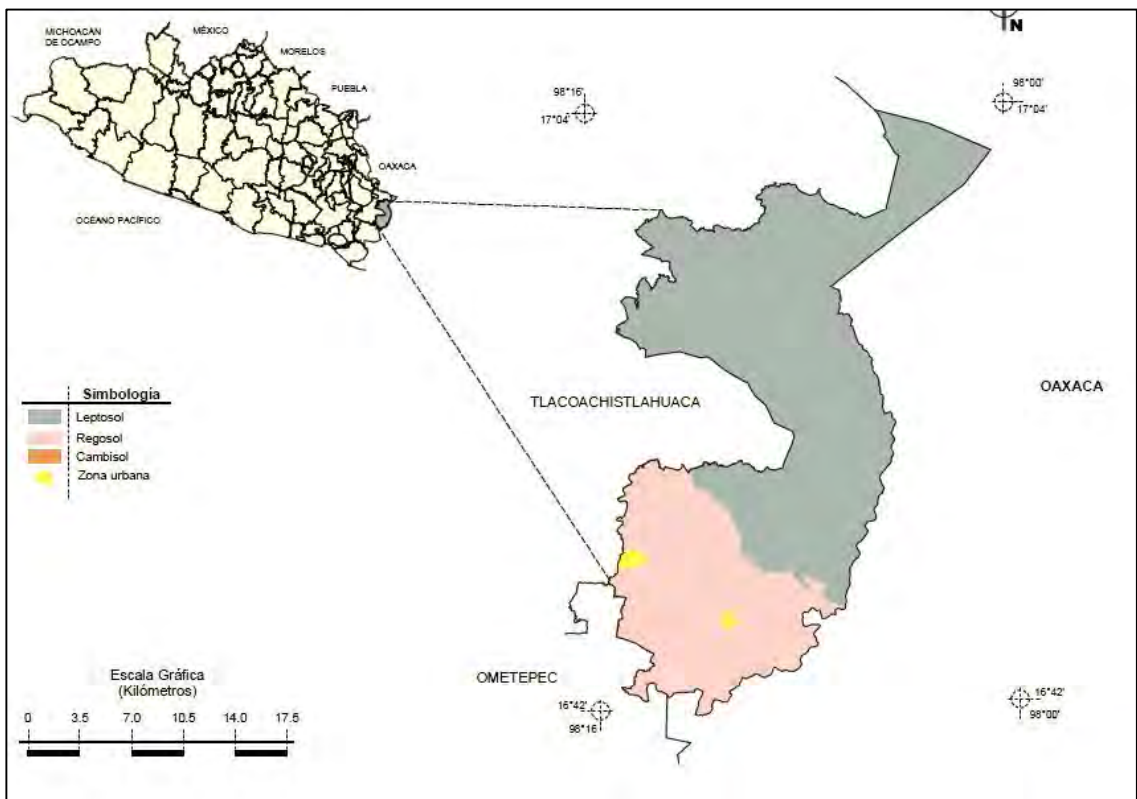 MICHOACÁN
DE OCAMPO
MÉXICO
MORELOS
PUEBLA
OAXACA
OCÉANO PACÍFICO
N
98°16'
17°04'
98°00'
17°04'
OAXACA
TLACOACHISTLAHUACA
Simbología
Leptosol
Regosol
Cambisol
Zona urbana
OMETEPEC
16°42'
98°16'
16°42'
98°00'
Escala Gráfica
(Kilómetros)
0 3.5 7.0 10.5 14.0 17.5